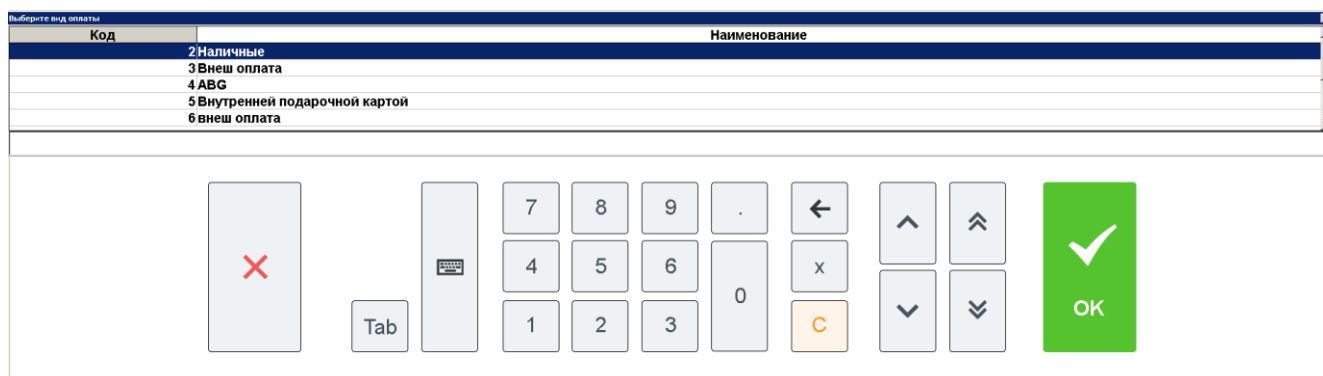 Выберите вид оплаты
Код Наименование
2 Наличные
3 Внеш оплата
4 ABG
5 Внутренней подарочной картой
6 внеш оплата
7 8 9 .
4 5 6 x
0
Tab 1 2 3 C
OK